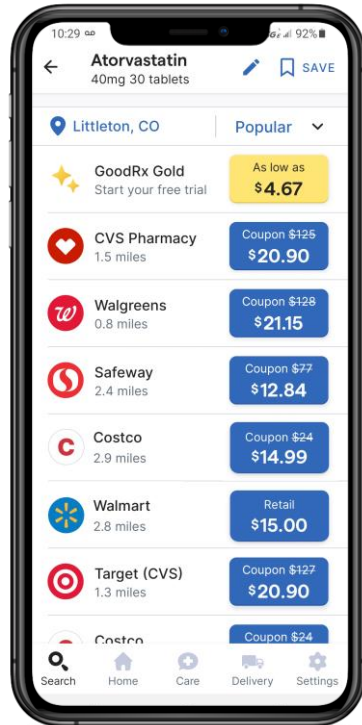 10:29
92%
Atorvastatin
40mg 30 tablets
SAVE
Littleton, CO
Popular
GoodRx Gold
Start your free trial
As low as
$4.67
CVS Pharmacy
1.5 miles
Coupon $125
$20.90
Walgreens
0.8 miles
Coupon $128
$21.15
Safeway
2.4 miles
Coupon $77
$12.84
Costco
2.9 miles
Coupon $24
$14.99
Walmart
2.8 miles
Retail
$15.00
Target (CVS)
1.3 miles
Coupon $127
$20.90
Costco
Coupon $24
Search
Home
Care
Delivery
Settings